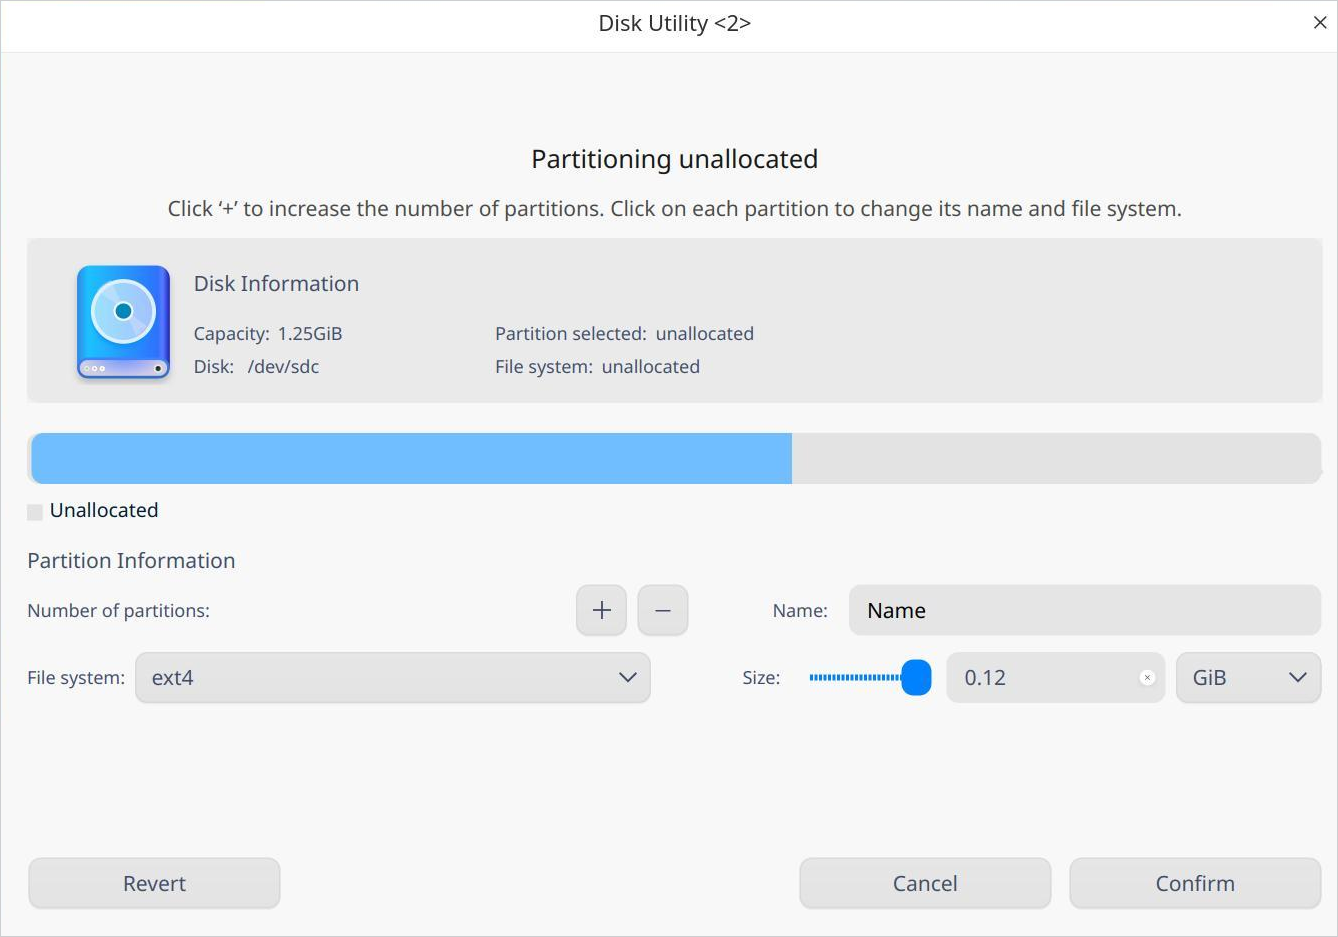 Disk Utility <2>
Partitioning unallocated
Click ‘+’ to increase the number of partitions. Click on each partition to change its name and file system.
Disk Information
Capacity: 1.25GiB
Partition selected: unallocated
Disk: /dev/sdc
File system: unallocated
Unallocated
Partition Information
Number of partitions:
Name: Name
File system: ext4
Size: 0.12 GiB
Revert
Cancel
Confirm